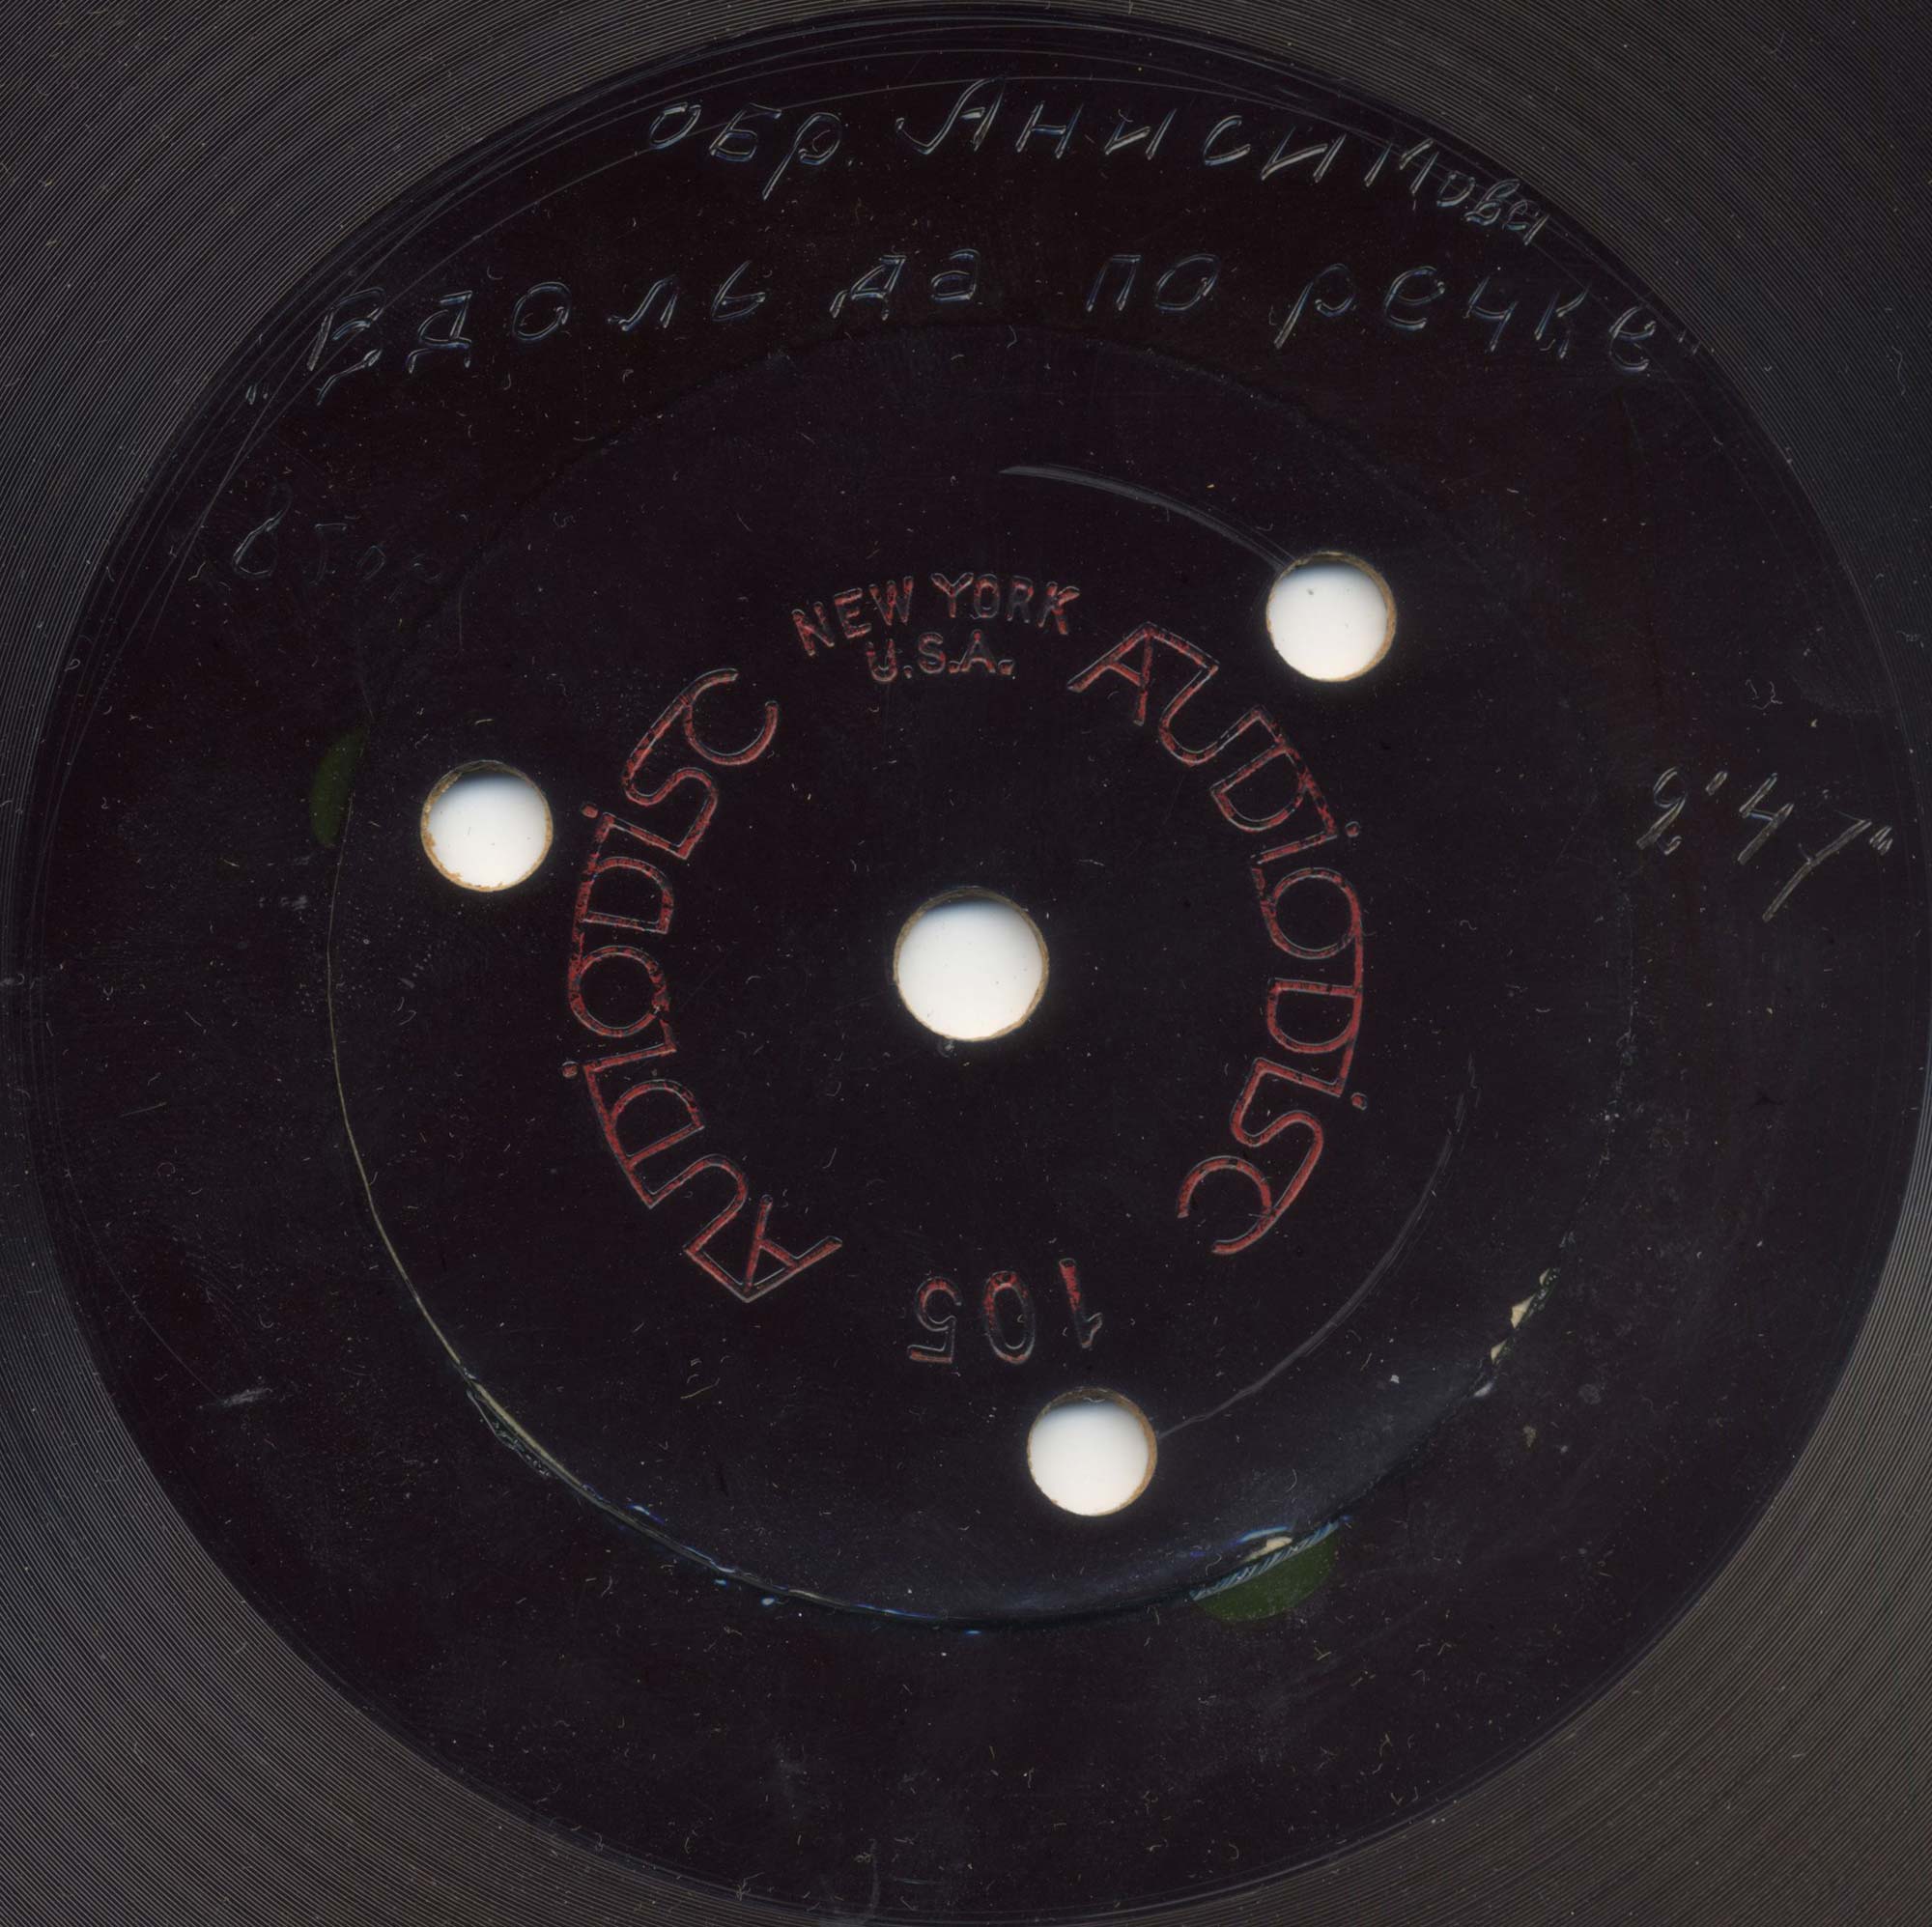 обр. Анисимова
„Вдоль да по речке"
NEW YORK
U.S.A.
AUDIODISC
AUDIODISC
2'47"
105